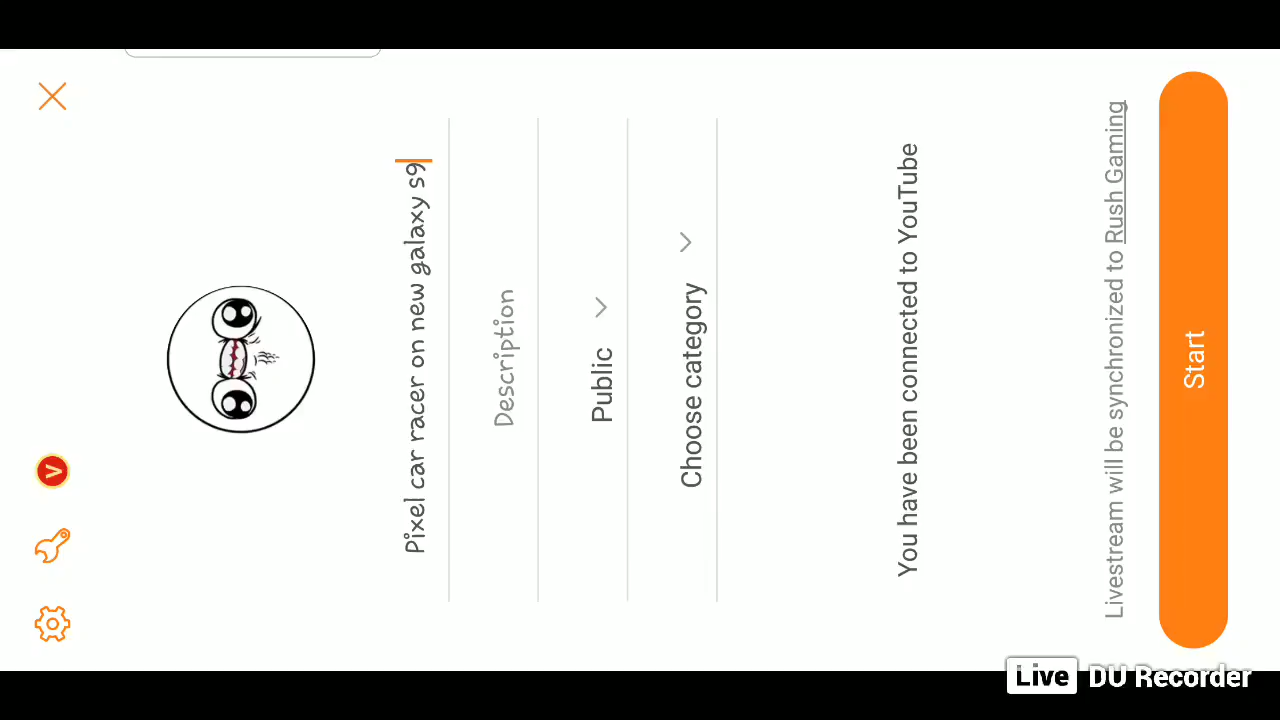 Pixel car racer on new galaxy s9
Description
Public
Choose category
You have been connected to YouTube
Livestream will be synchronized to Rush Gaming
Start
V
Live DU Recorder